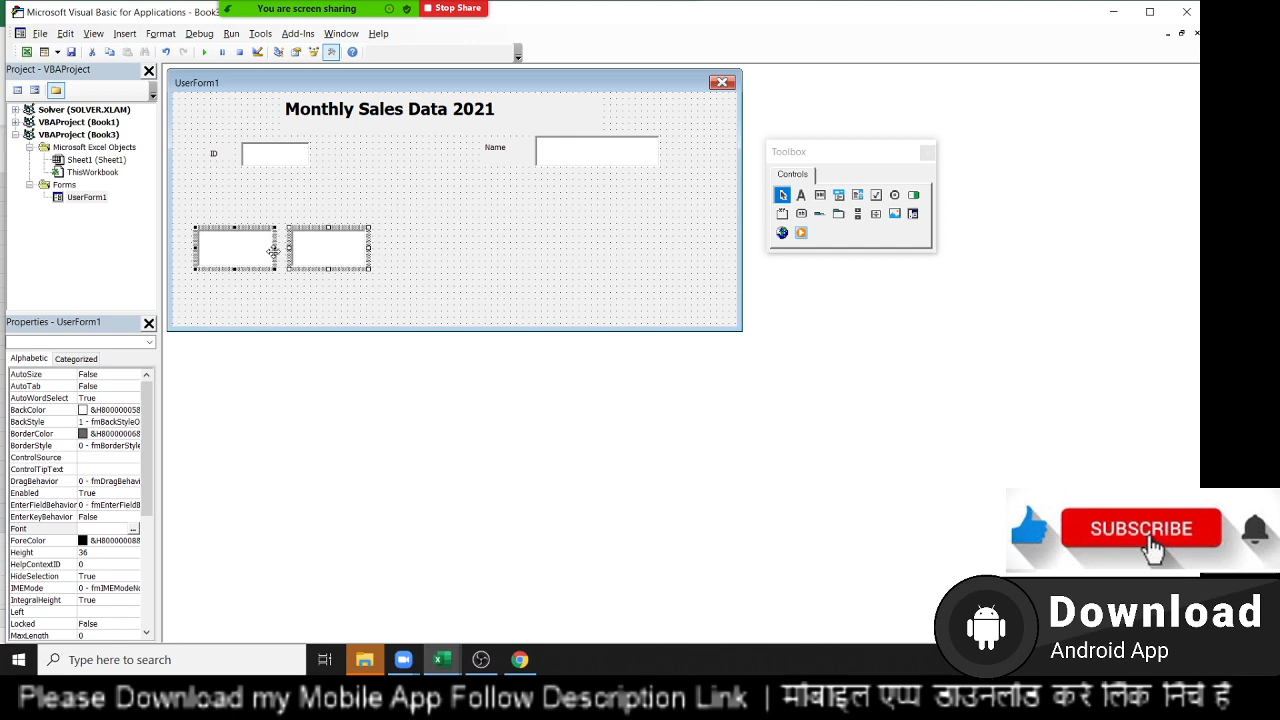 Microsoft Visual Basic for Applications - Book3
You are screen sharing
Stop Share
File Edit View Insert Format Debug Run Tools Add-Ins Window Help
Project - VBAProject
Solver (SOLVER.XLAM)
VBAProject (Book1)
VBAProject (Book3)
Microsoft Excel Objects
Sheet1 (Sheet1)
ThisWorkbook
Forms
UserForm1
UserForm1
Monthly Sales Data 2021
ID
Name
Toolbox
Controls
Properties - UserForm1
Alphabetic Categorized
AutoSize False
AutoTab False
AutoWordSelect True
BackColor &H80000005&
BackStyle 1 - fmBackStyleO
BorderColor &H80000006&
BorderStyle 0 - fmBorderStyle
ControlSource
ControlTipText
DragBehavior 0 - fmDragBehavi
Enabled True
EnterFieldBehavior 0 - fmEnterFieldB
EnterKeyBehavior False
Font ...
ForeColor &H80000008&
Height 36
HelpContextID 0
HideSelection True
IMEMode 0 - fmIMEModeNo
IntegralHeight True
Left
Locked False
MaxLength 0
SUBSCRIBE
Download
Android App
Type here to search
Please Download my Mobile App Follow Description Link | मोबाइल एप्प डाउनलोड करे लिंक निचे है